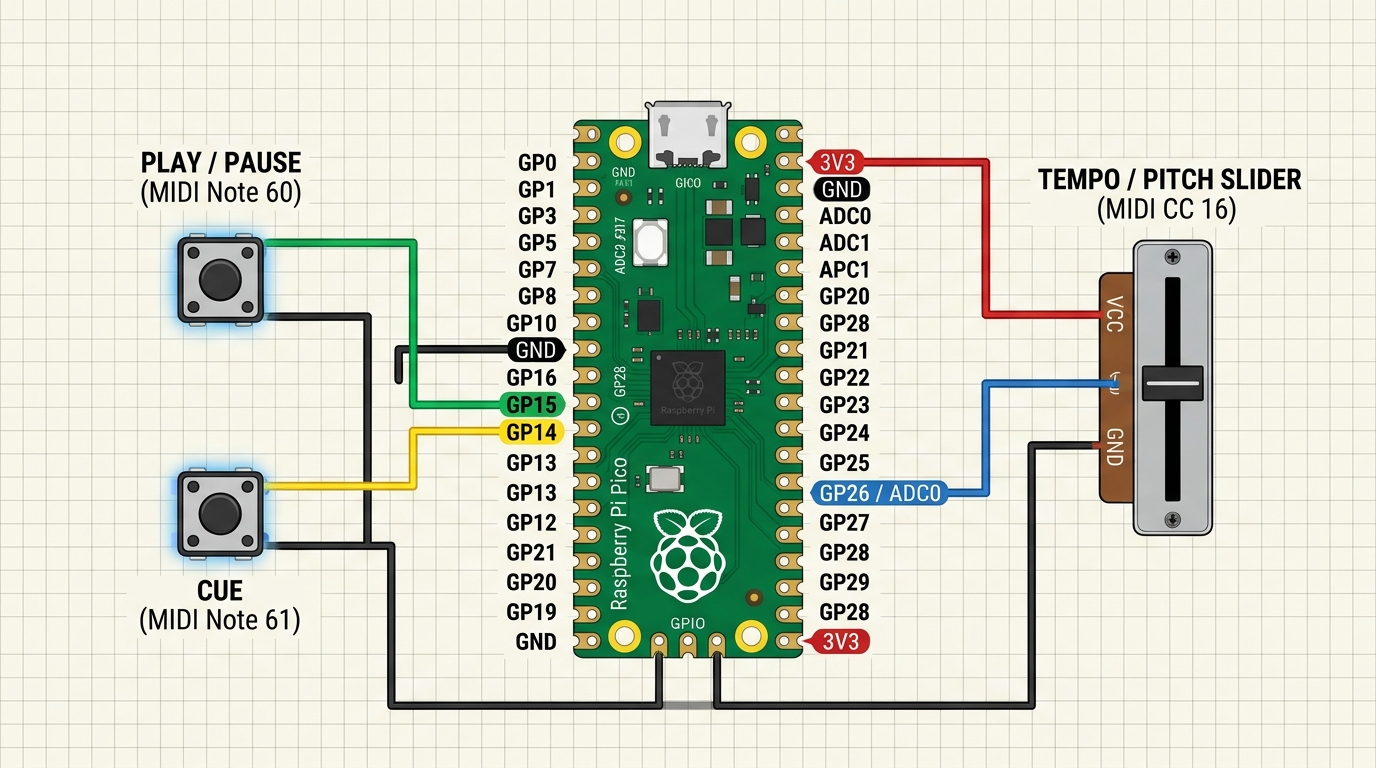 PLAY / PAUSE
(MIDI Note 60)
CUE
(MIDI Note 61)
GP0
GP1
GP3
GP5
GP7
GP8
GP10
GND
GP16
GP15
GP14
GP13
GP13
GP12
GP21
GP20
GP19
GND
GND
GICO
ADC0
GP28
Raspberry Pi
Raspberry Pi Pico
GPIO
3V3
GND
ADC0
ADC1
APC1
GP20
GP28
GP21
GP22
GP23
GP24
GP25
GP26 / ADC0
GP27
GP28
GP29
GP28
3V3
TEMPO / PITCH SLIDER
(MIDI CC 16)
VCC
GND